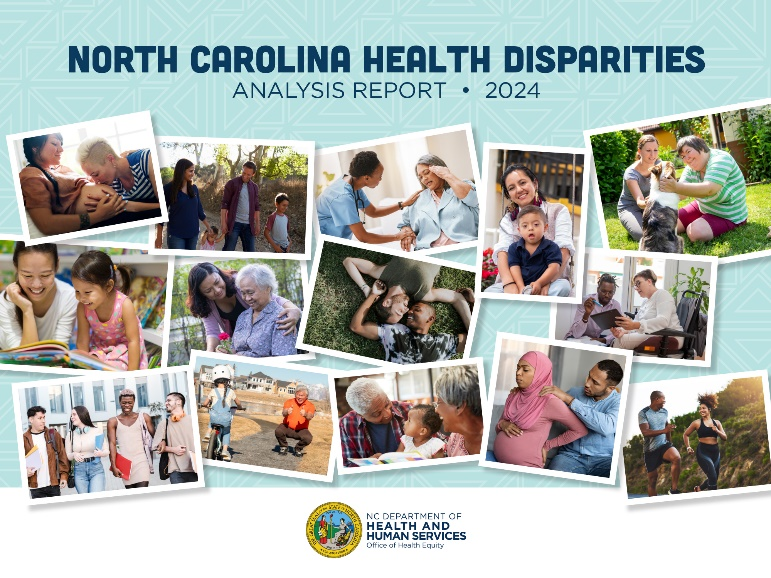 NORTH CAROLINA HEALTH DISPARITIES
ANALYSIS REPORT • 2024
NC DEPARTMENT OF
HEALTH AND
HUMAN SERVICES
Office of Health Equity